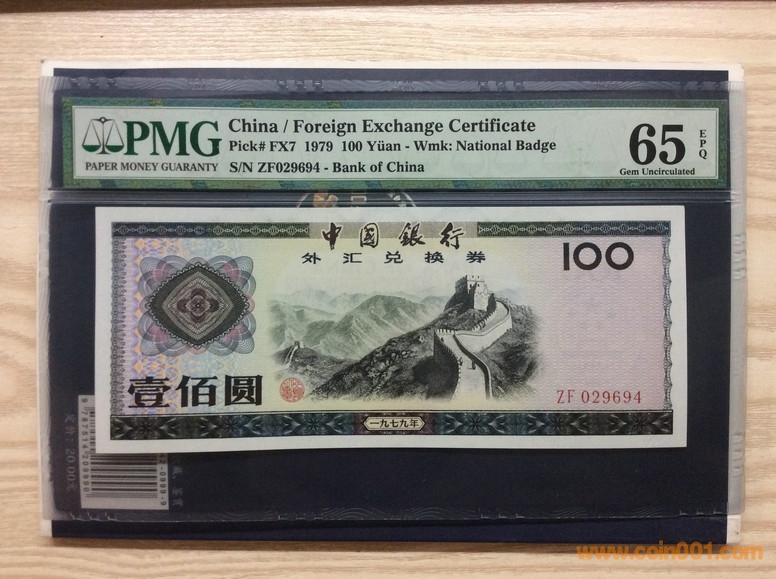 PMG
PAPER MONEY GUARANTY
China / Foreign Exchange Certificate
Pick# FX7 1979 100 Yüan - Wmk: National Badge
S/N ZF029694 - Bank of China
65 EPQ
Gem Uncirculated
中國銀行
外汇兑换券
100
壹佰圆
ZF 029694
一九七九年
www.coin001.com